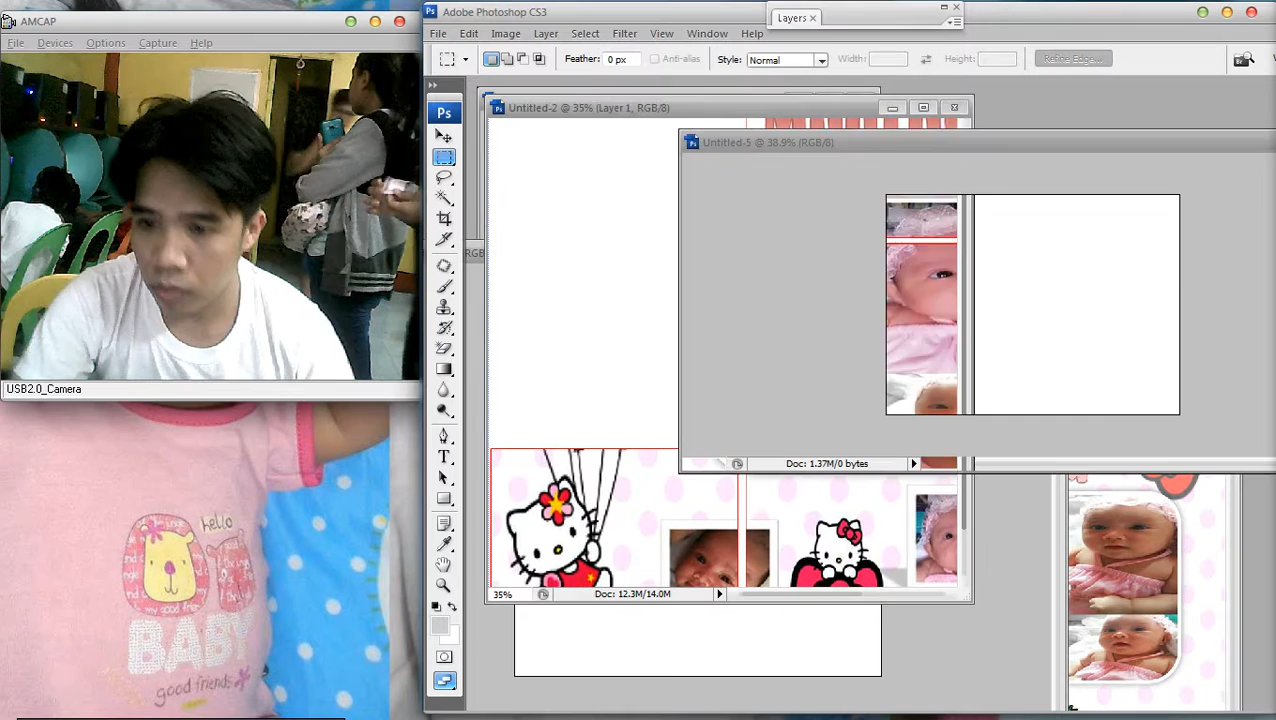 AMCAP
File Devices Options Capture Help
USB2.0_Camera
hello
BABY
good friends
Ps Adobe Photoshop CS3
Layers
File Edit Image Layer Select Filter View Window Help
Feather: 0 px Anti-alias Style: Normal Width: Height: Refine Edge...
Ps
Untitled-2 @ 35% (Layer 1, RGB/8)
Untitled-5 @ 38.9% (RGB/8)
RGB
Doc: 1.37M/0 bytes
35% Doc: 12.3M/14.0M